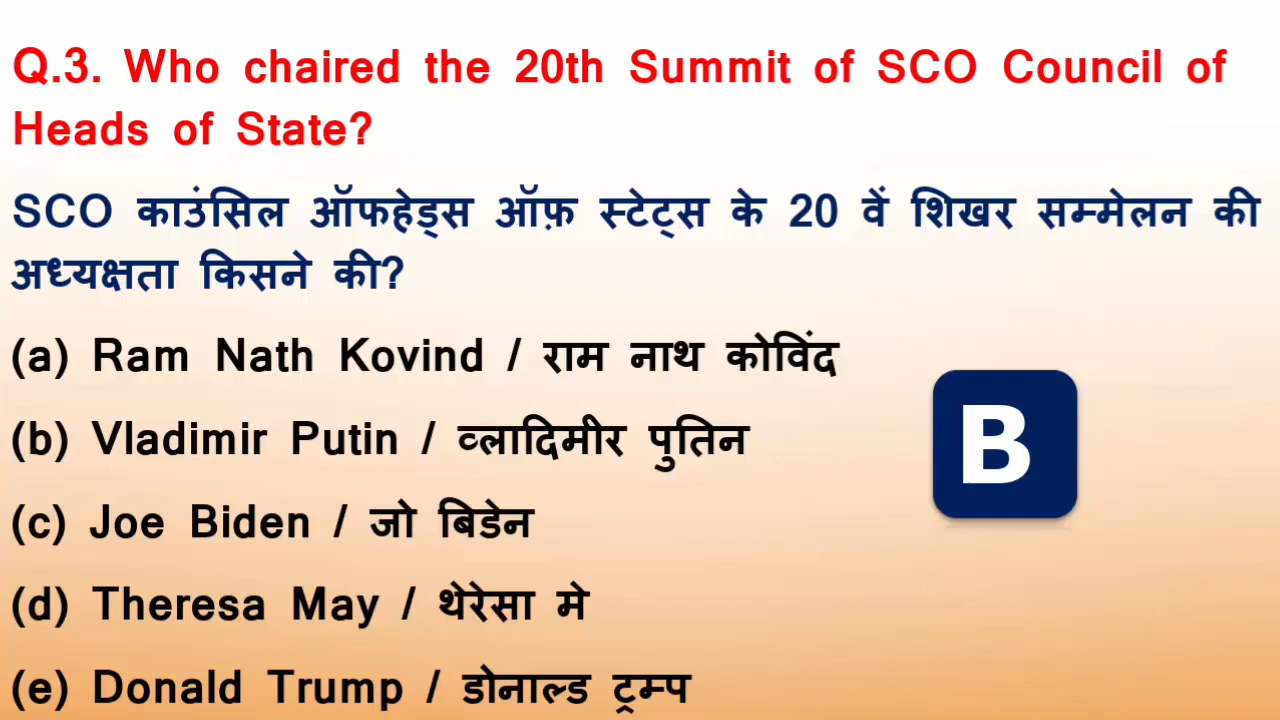 Q.3. Who chaired the 20th Summit of SCO Council of
Heads of State?
SCO काउंसिल ऑफहेड्स ऑफ़ स्टेट्स के 20 वें शिखर सम्मेलन की
अध्यक्षता किसने की?
(a) Ram Nath Kovind / राम नाथ कोविंद
(b) Vladimir Putin / व्लादिमीर पुतिन
B
(c) Joe Biden / जो बिडेन
(d) Theresa May / थेरेसा मे
(e) Donald Trump / डोनाल्ड ट्रम्प